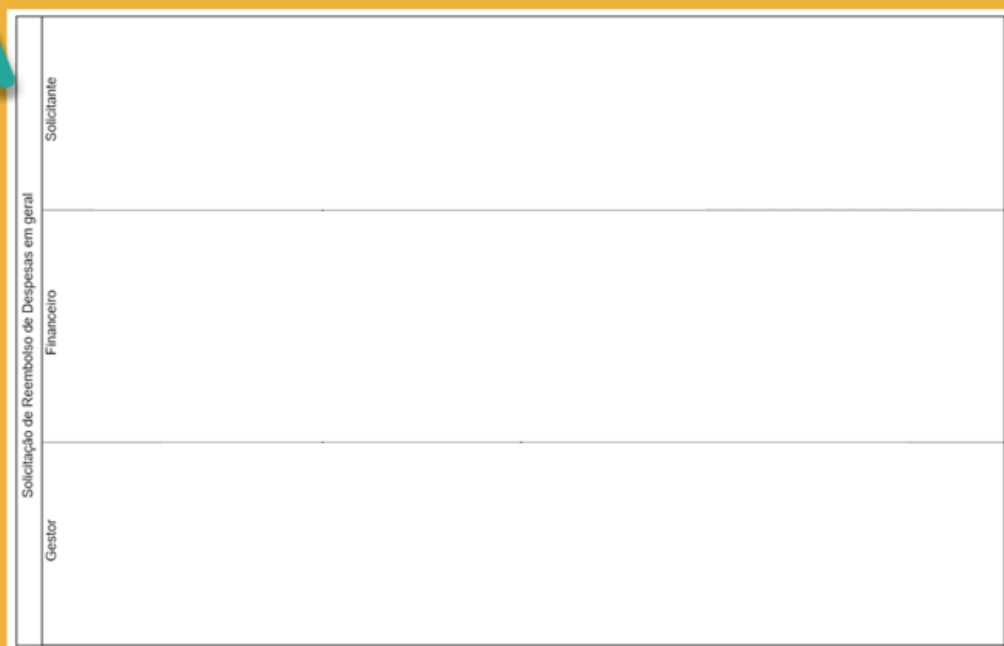 Solicitação de Reembolso de Despesas em geral
Solicitante
Financeiro
Gestor